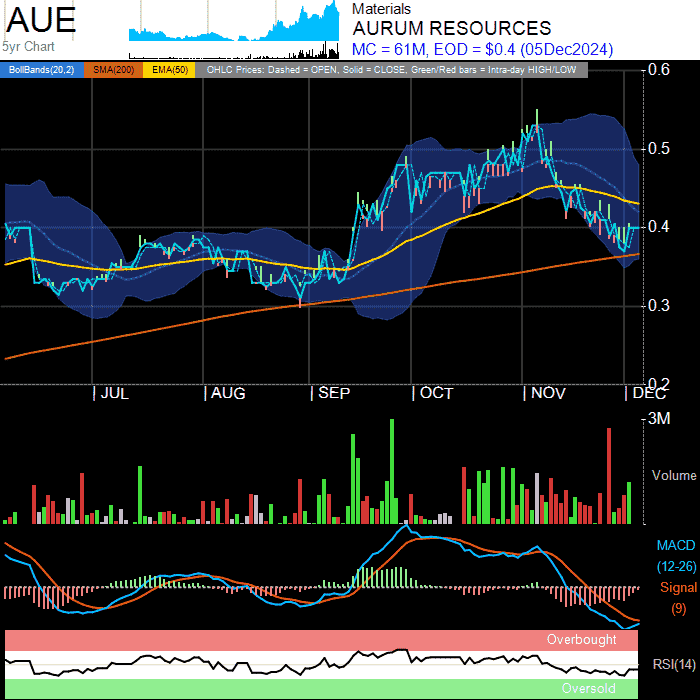 AUE
5yr Chart
Materials
AURUM RESOURCES
MC = 61M, EOD = $0.4 (05Dec2024)
BollBands(20,2) SMA(200) EMA(50) OHLC Prices: Dashed = OPEN, Solid = CLOSE, Green/Red bars = Intra-day HIGH/LOW
0.6
0.5
0.4
0.3
0.2
JUL AUG SEP OCT NOV DEC
3M
Volume
MACD
(12-26)
Signal
(9)
Overbought
RSI(14)
Oversold